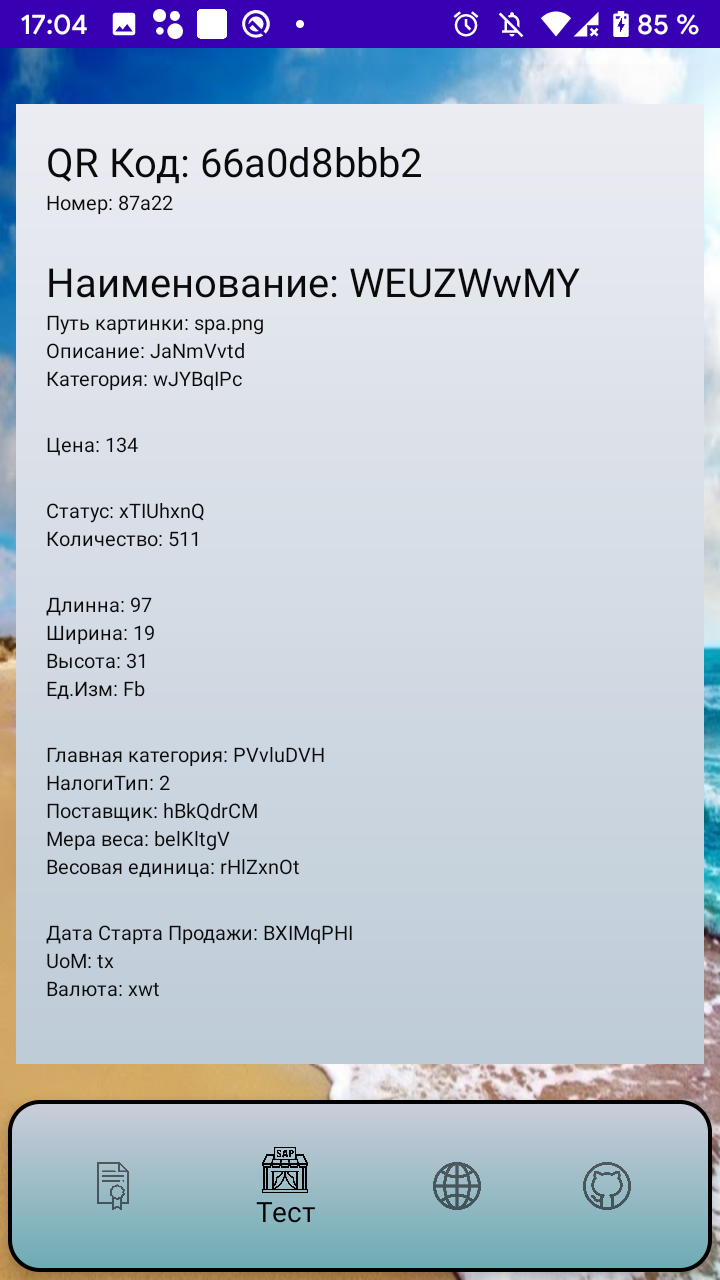 17:04
85 %
QR Код: 66a0d8bbb2
Номер: 87a22
Наименование: WEUZWwMY
Путь картинки: spa.png
Описание: JaNmVvtd
Категория: wJYBqlPc
Цена: 134
Статус: xTIUhxnQ
Количество: 511
Длинна: 97
Ширина: 19
Высота: 31
Ед.Изм: Fb
Главная категория: PVvluDVH
НалогиТип: 2
Поставщик: hBkQdrCM
Мера веса: belKltgV
Весовая единица: rHlZxnOt
Дата Старта Продажи: BXIMqPHI
UoM: tx
Валюта: xwt
SAP
Тест